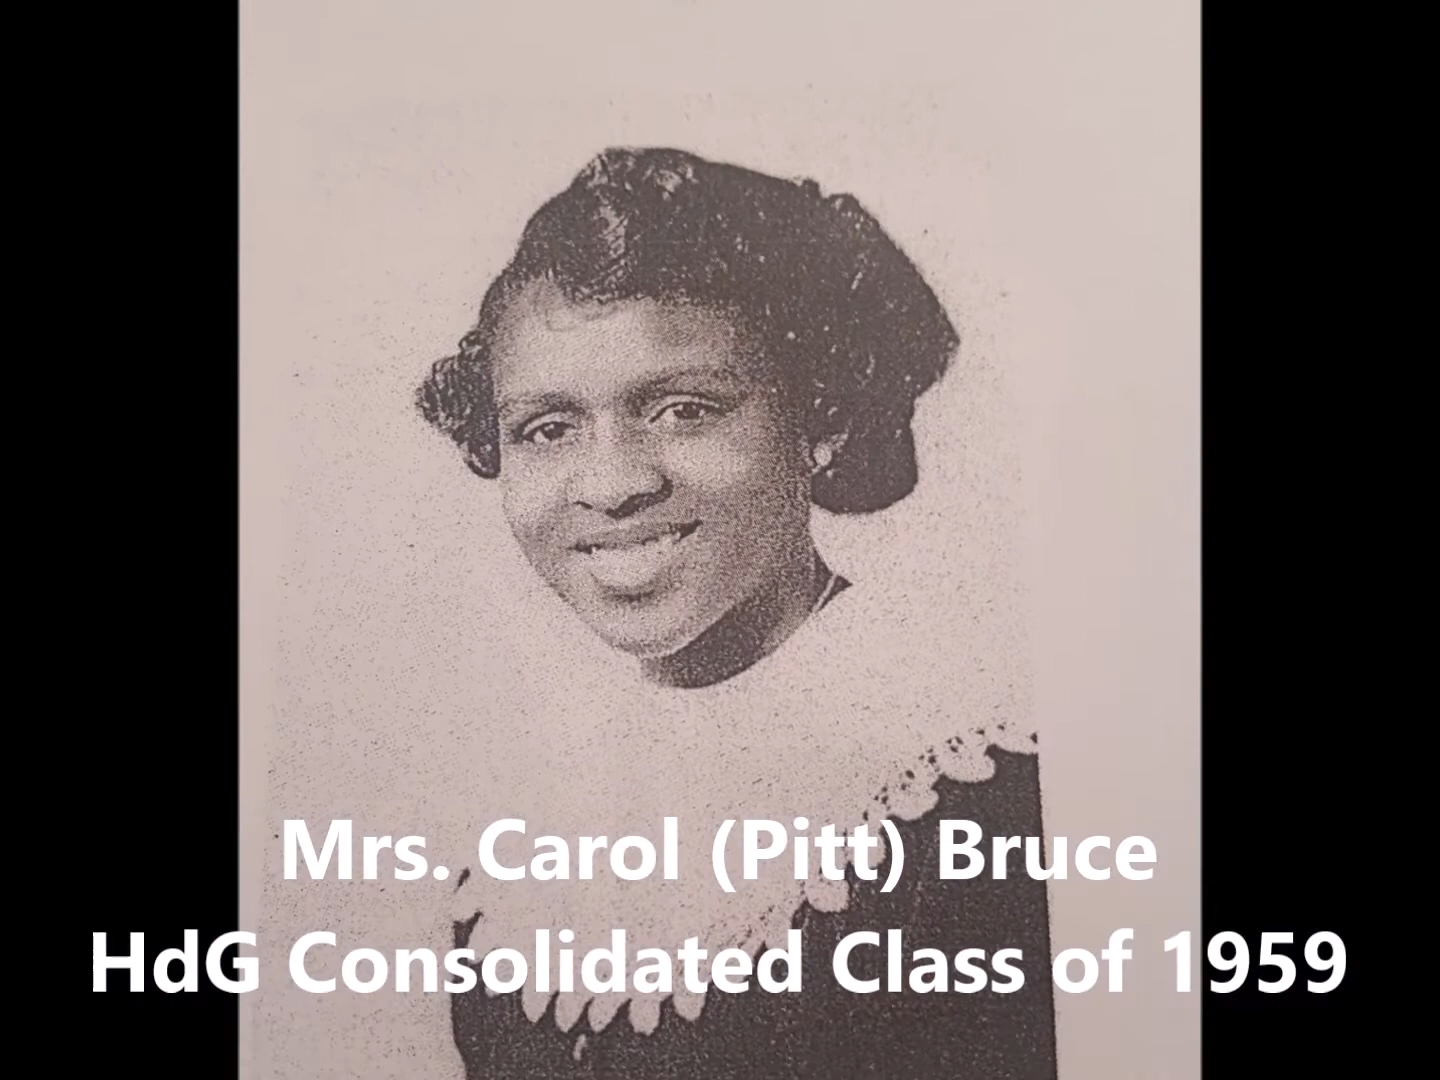 Mrs. Carol (Pitt) Bruce
HdG Consolidated Class of 1959